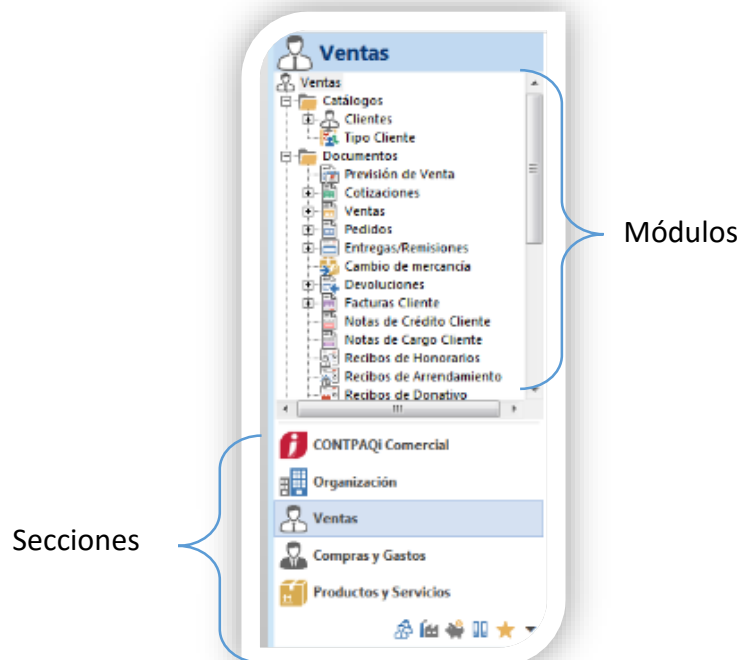 Ventas
Ventas
Catálogos
Clientes
Tipo Cliente
Documentos
Previsión de Venta
Cotizaciones
Ventas
Pedidos
Entregas/Remisiones
Cambio de mercancía
Devoluciones
Facturas Cliente
Notas de Crédito Cliente
Notas de Cargo Cliente
Recibos de Honorarios
Recibos de Arrendamiento
Recibos de Donativo
Módulos
CONTPAQi Comercial
Organización
Ventas
Compras y Gastos
Productos y Servicios
Secciones